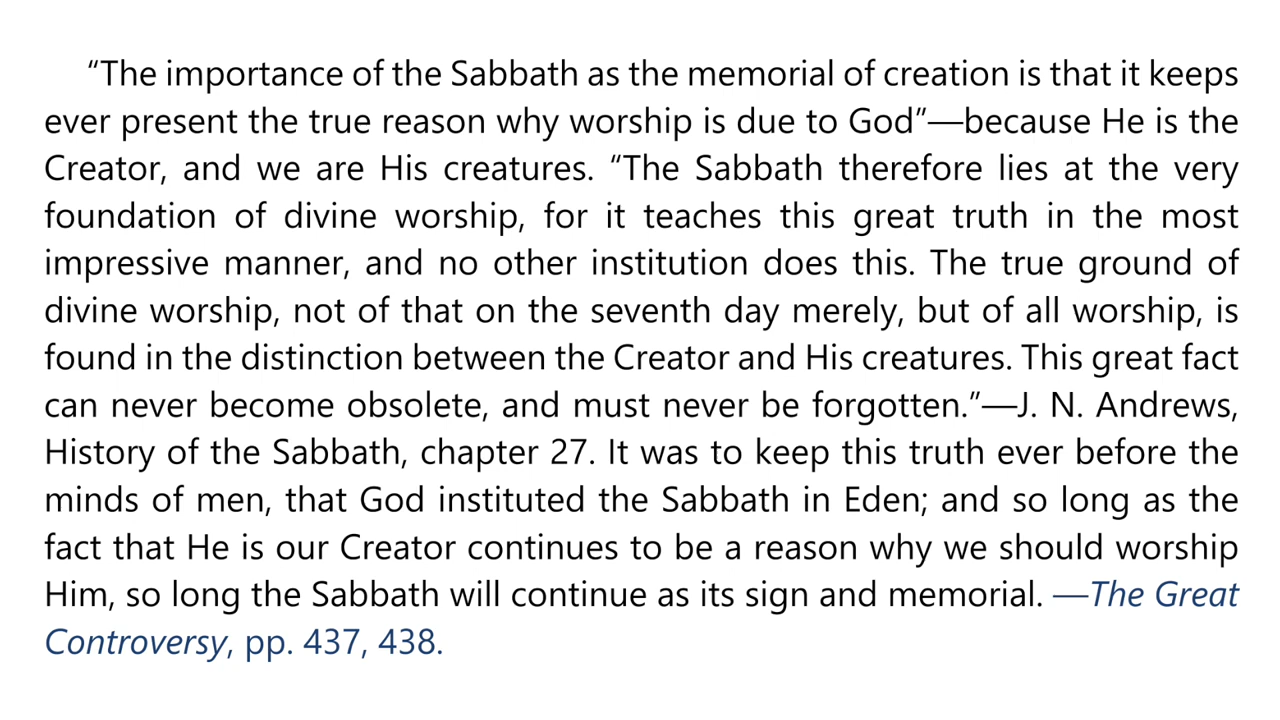 “The importance of the Sabbath as the memorial of creation is that it keeps
ever present the true reason why worship is due to God”—because He is the
Creator, and we are His creatures. “The Sabbath therefore lies at the very
foundation of divine worship, for it teaches this great truth in the most
impressive manner, and no other institution does this. The true ground of
divine worship, not of that on the seventh day merely, but of all worship, is
found in the distinction between the Creator and His creatures. This great fact
can never become obsolete, and must never be forgotten.”—J. N. Andrews,
History of the Sabbath, chapter 27. It was to keep this truth ever before the
minds of men, that God instituted the Sabbath in Eden; and so long as the
fact that He is our Creator continues to be a reason why we should worship
Him, so long the Sabbath will continue as its sign and memorial. —The Great
Controversy, pp. 437, 438.